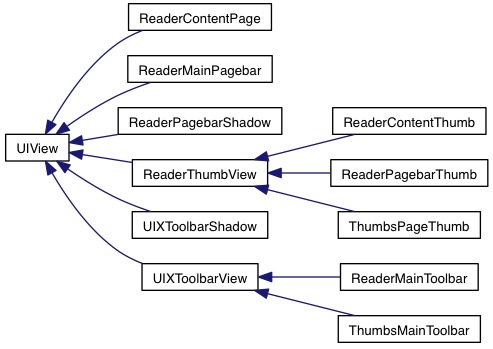 ReaderContentPage
ReaderMainPagebar
ReaderPagebarShadow
ReaderContentThumb
UIView
ReaderThumbView
ReaderPagebarThumb
UIXToolbarShadow
ThumbsPageThumb
UIXToolbarView
ReaderMainToolbar
ThumbsMainToolbar